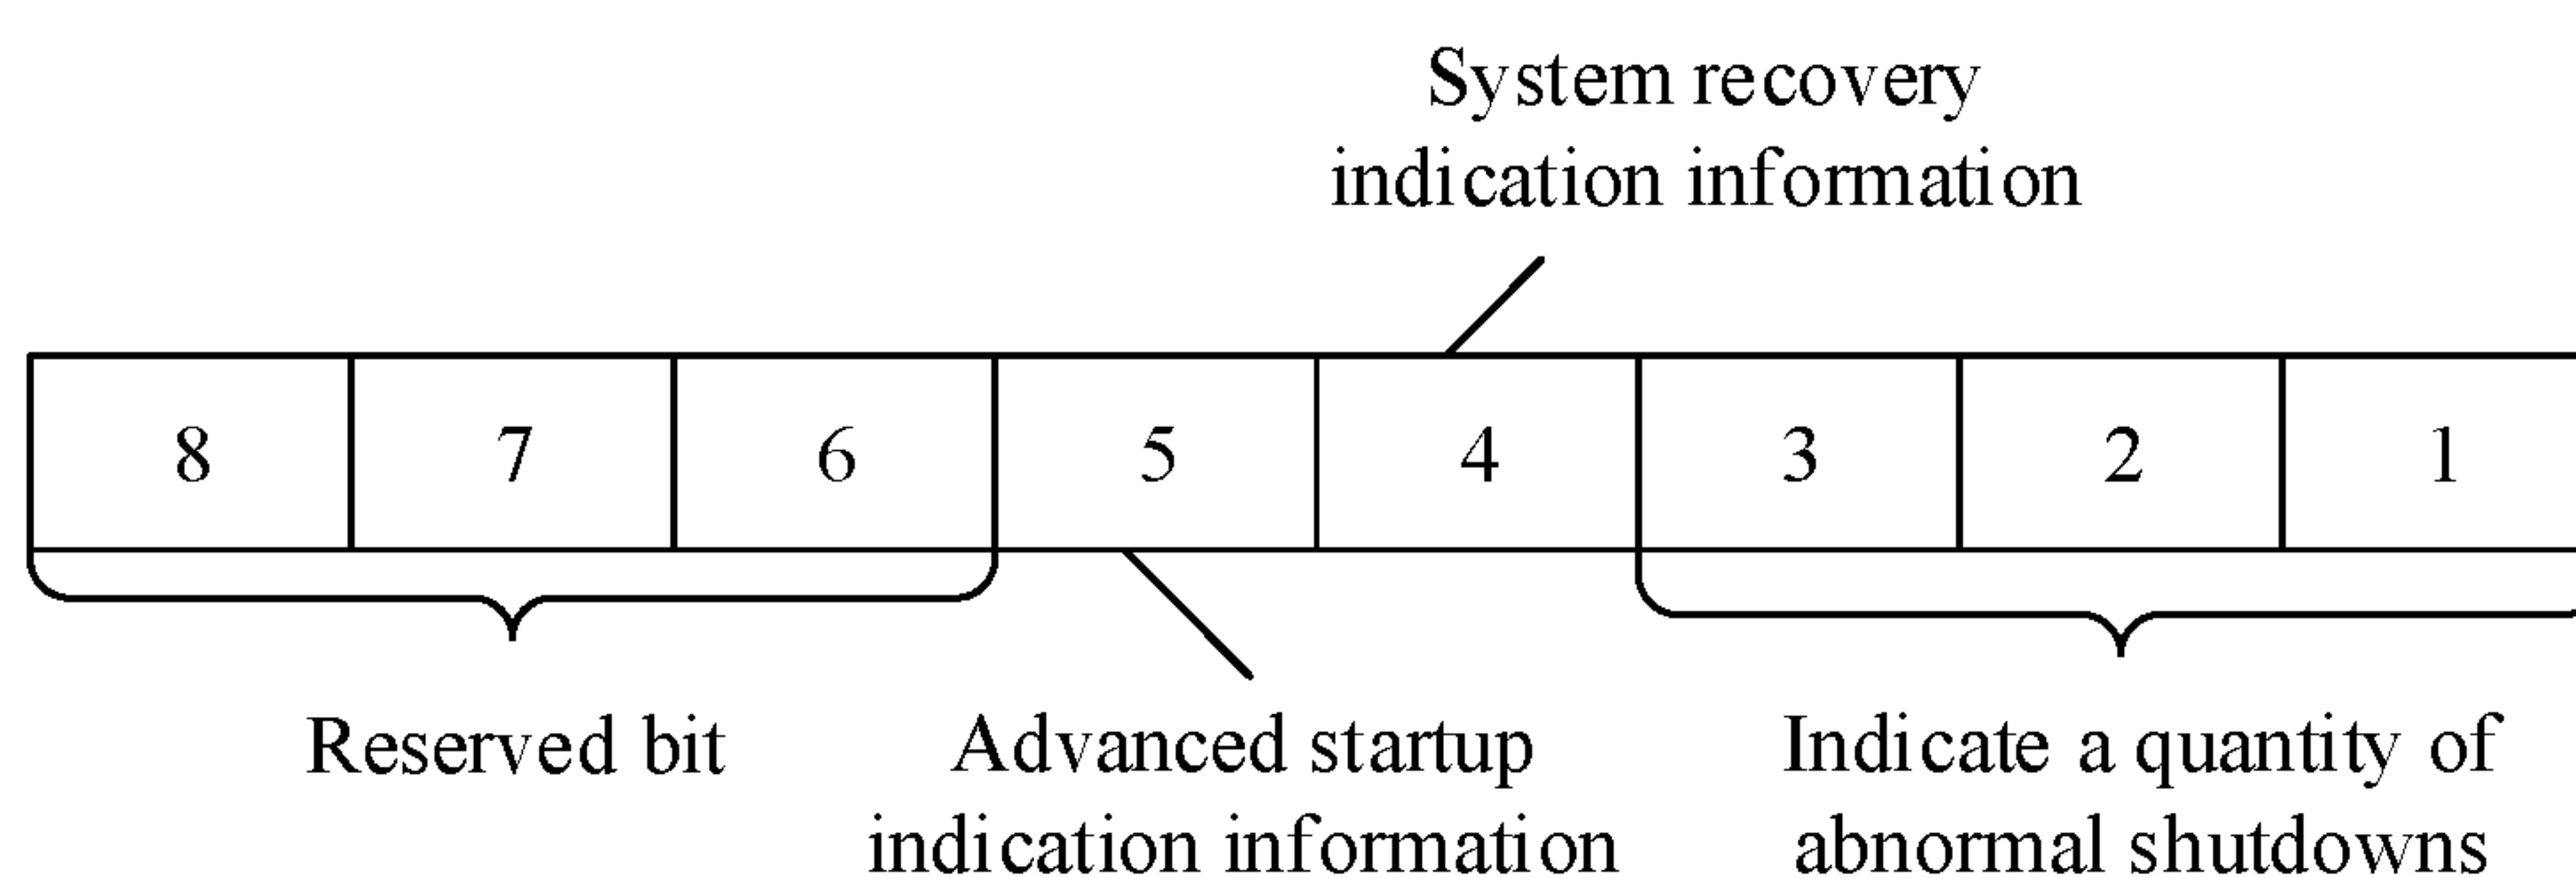 System recovery
indication information
8 7 6 5 4 3 2 1
Reserved bit
Advanced startup
indication information
Indicate a quantity of
abnormal shutdowns